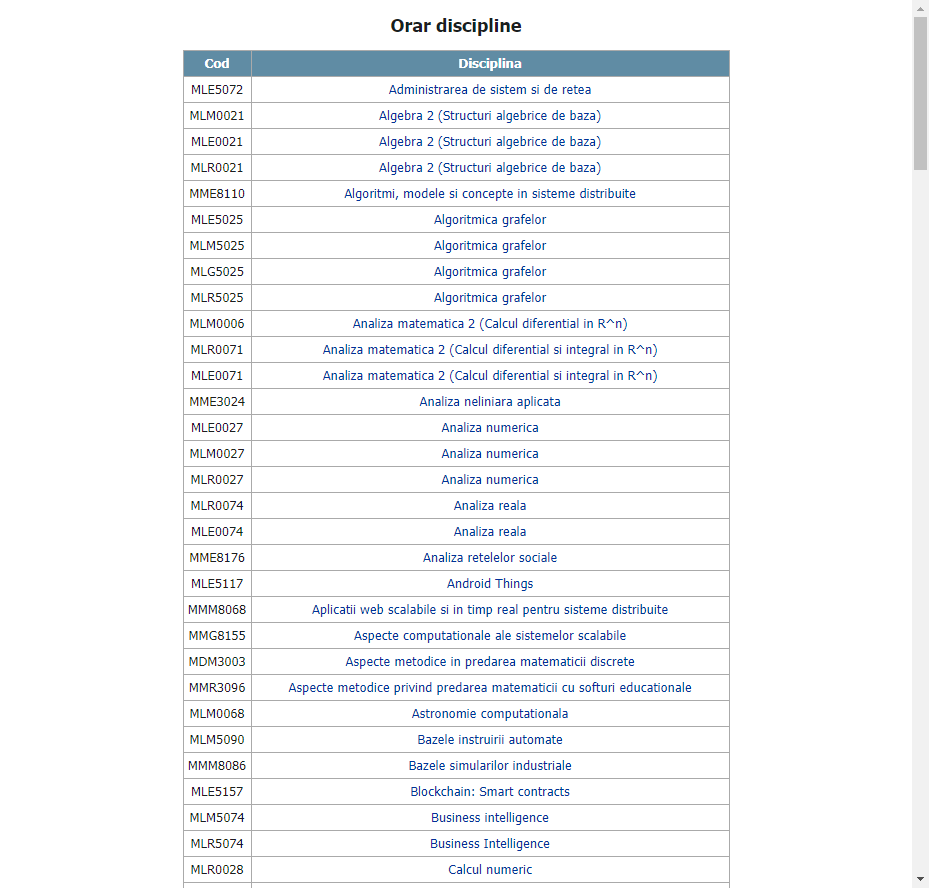 Orar discipline
Cod Disciplina
MLE5072 Administrarea de sistem si de retea
MLM0021 Algebra 2 (Structuri algebrice de baza)
MLE0021 Algebra 2 (Structuri algebrice de baza)
MLR0021 Algebra 2 (Structuri algebrice de baza)
MME8110 Algoritmi, modele si concepte in sisteme distribuite
MLE5025 Algoritmica grafelor
MLM5025 Algoritmica grafelor
MLG5025 Algoritmica grafelor
MLR5025 Algoritmica grafelor
MLM0006 Analiza matematica 2 (Calcul diferential in R^n)
MLR0071 Analiza matematica 2 (Calcul diferential si integral in R^n)
MLE0071 Analiza matematica 2 (Calcul diferential si integral in R^n)
MME3024 Analiza neliniara aplicata
MLE0027 Analiza numerica
MLM0027 Analiza numerica
MLR0027 Analiza numerica
MLR0074 Analiza reala
MLE0074 Analiza reala
MME8176 Analiza retelelor sociale
MLE5117 Android Things
MMM8068 Aplicatii web scalabile si in timp real pentru sisteme distribuite
MMG8155 Aspecte computationale ale sistemelor scalabile
MDM3003 Aspecte metodice in predarea matematicii discrete
MMR3096 Aspecte metodice privind predarea matematicii cu softuri educationale
MLM0068 Astronomie computationala
MLM5090 Bazele instruirii automate
MMM8086 Bazele simularilor industriale
MLE5157 Blockchain: Smart contracts
MLM5074 Business intelligence
MLR5074 Business Intelligence
MLR0028 Calcul numeric